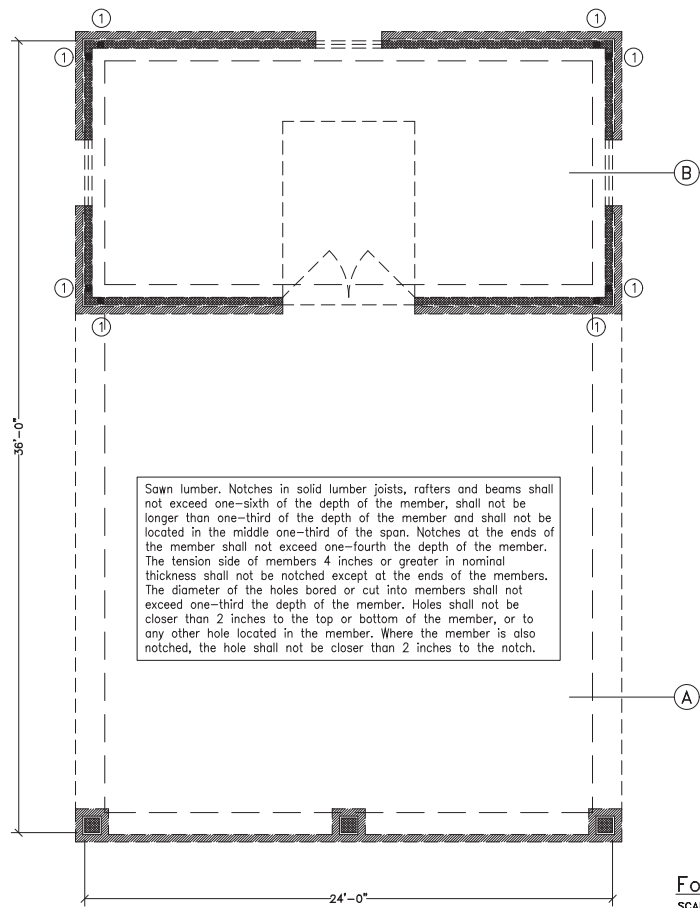 1
1
1
1
B
1
1
1
1
36'-0"
Sawn lumber. Notches in solid lumber joists, rafters and beams shall
not exceed one-sixth of the depth of the member, shall not be
longer than one-third of the depth of the member and shall not be
located in the middle one-third of the span. Notches at the ends of
the member shall not exceed one-fourth the depth of the member.
The tension side of members 4 inches or greater in nominal
thickness shall not be notched except at the ends of the members.
The diameter of the holes bored or cut into members shall not
exceed one-third the depth of the member. Holes shall not be
closer than 2 inches to the top or bottom of the member, or to
any other hole located in the member. Where the member is also
notched, the hole shall not be closer than 2 inches to the notch.
A
24'-0"